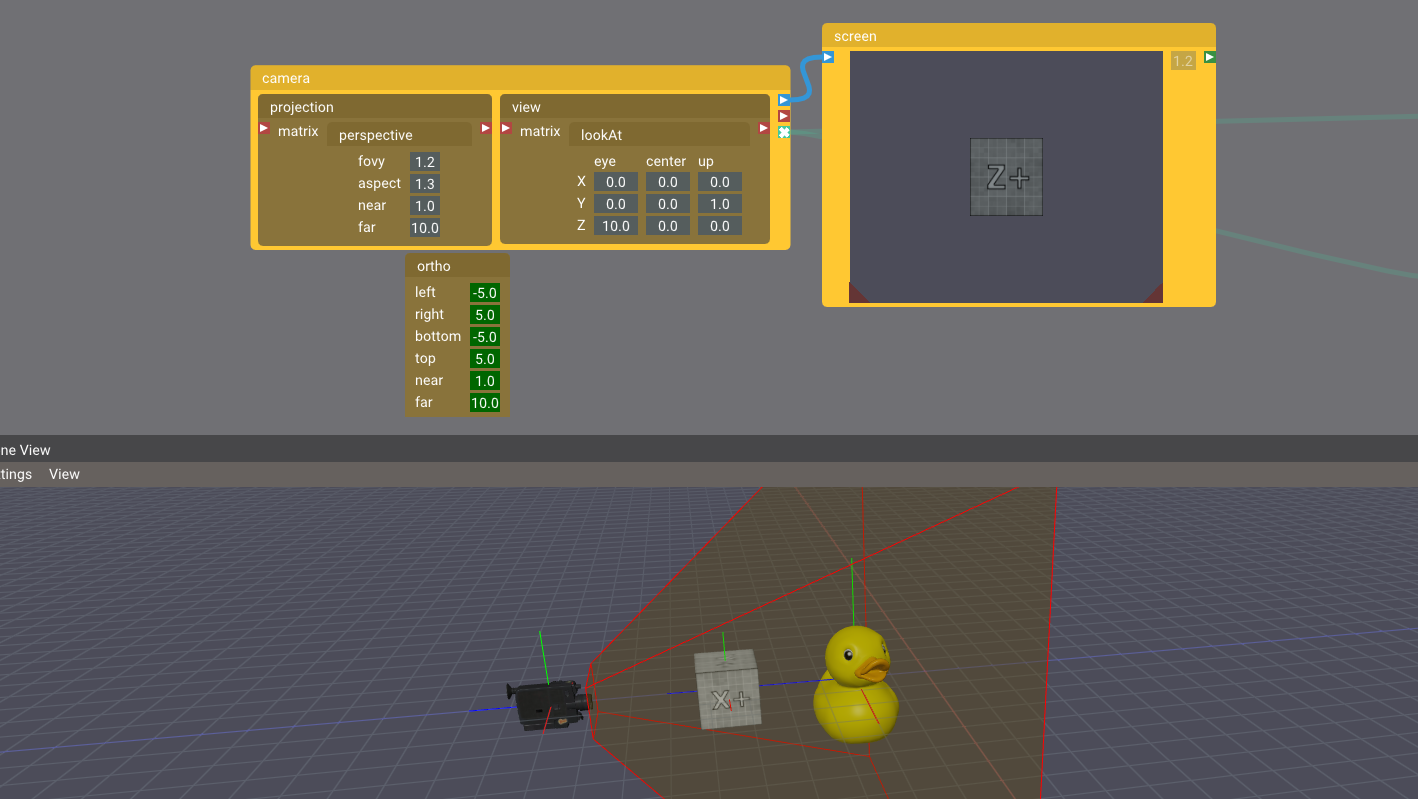 screen
1.2
camera
projection
matrix
perspective
fovy 1.2
aspect 1.3
near 1.0
far 10.0
view
matrix
lookAt
eye center up
X 0.0 0.0 0.0
Y 0.0 0.0 1.0
Z 10.0 0.0 0.0
Z+
ortho
left -5.0
right 5.0
bottom -5.0
top 5.0
near 1.0
far 10.0
ne View
tings View
X+